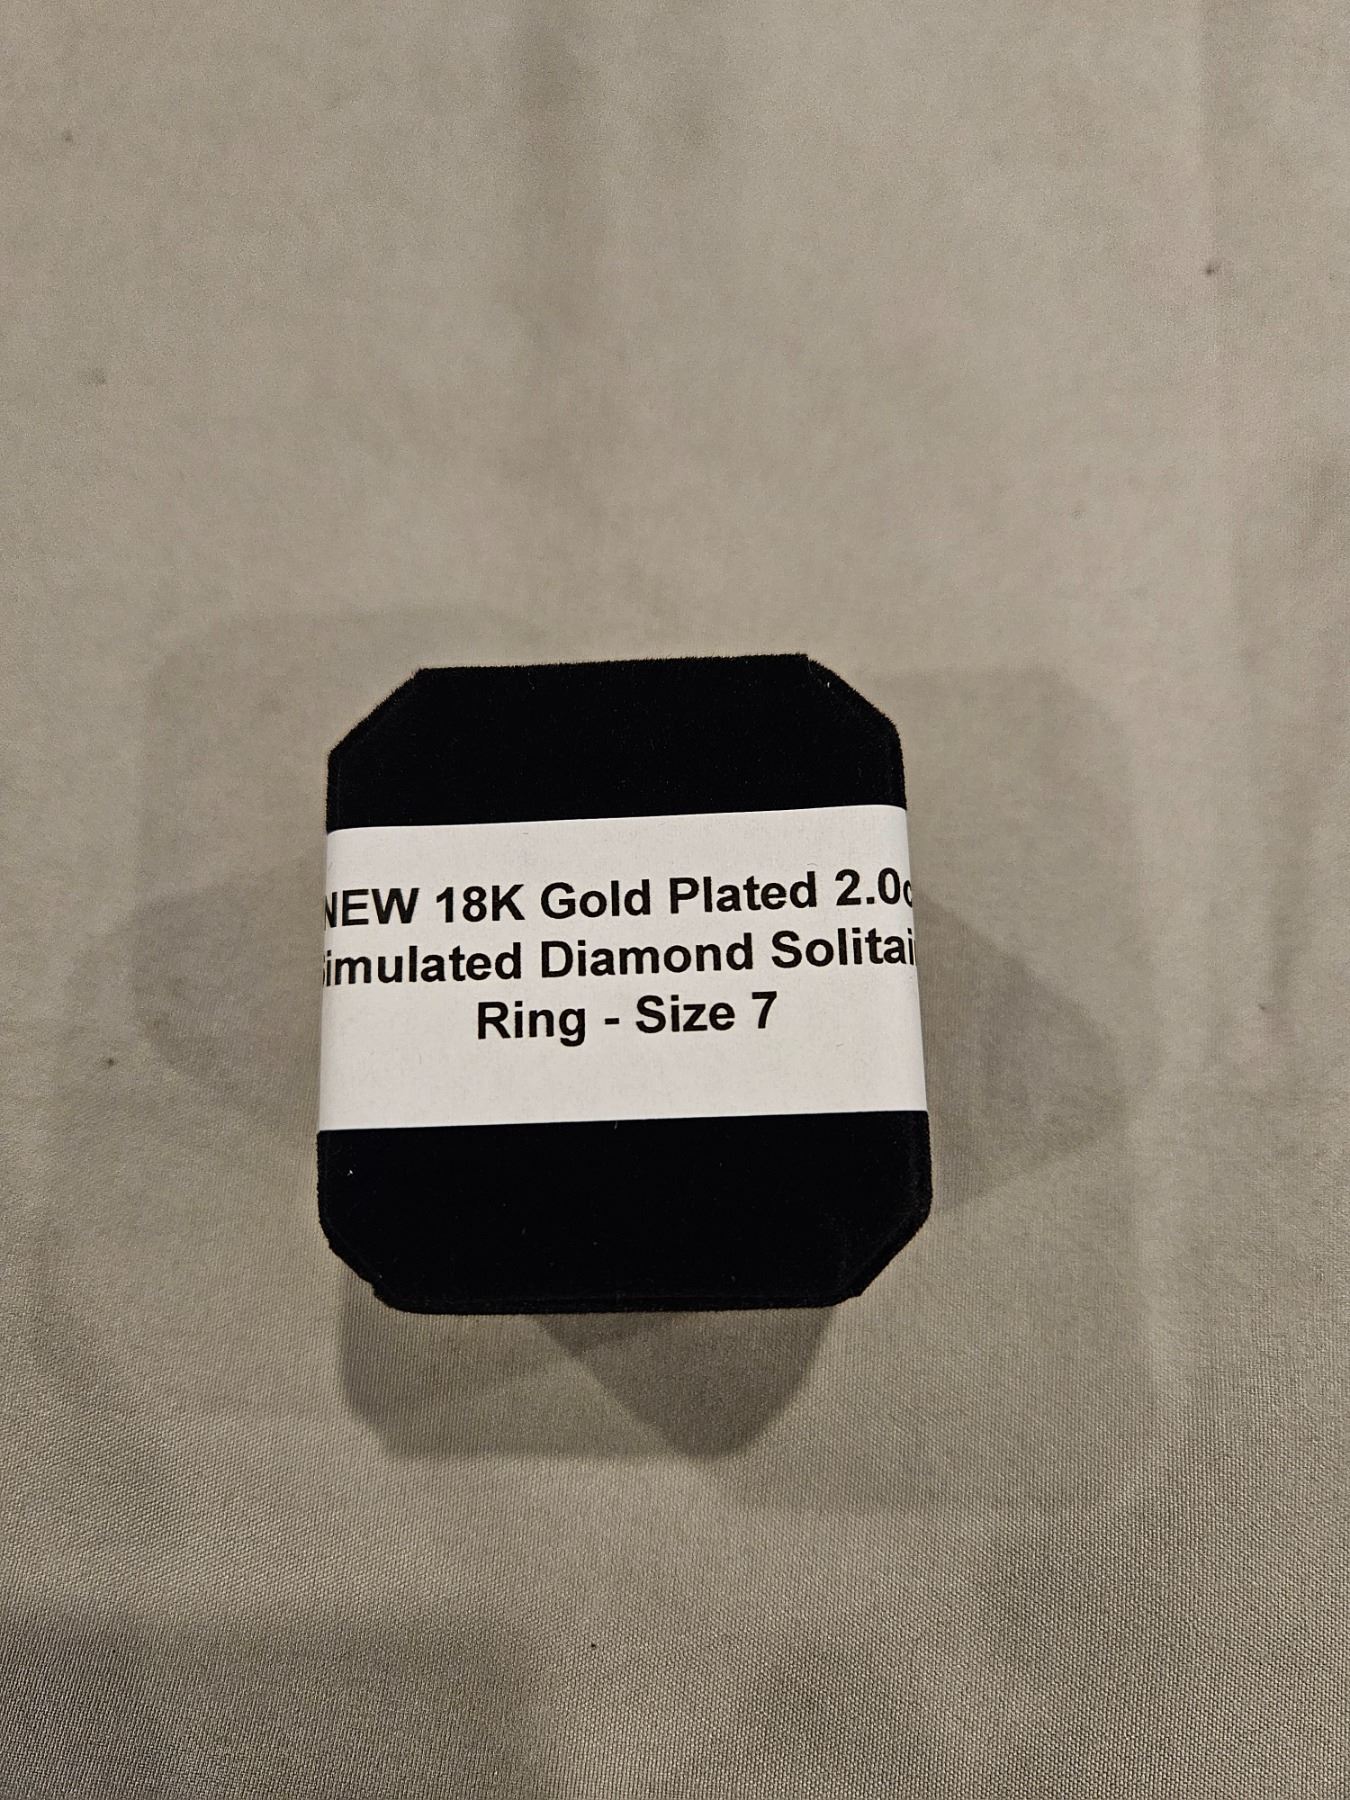 NEW 18K Gold Plated 2.0c
Simulated Diamond Solitai
Ring - Size 7